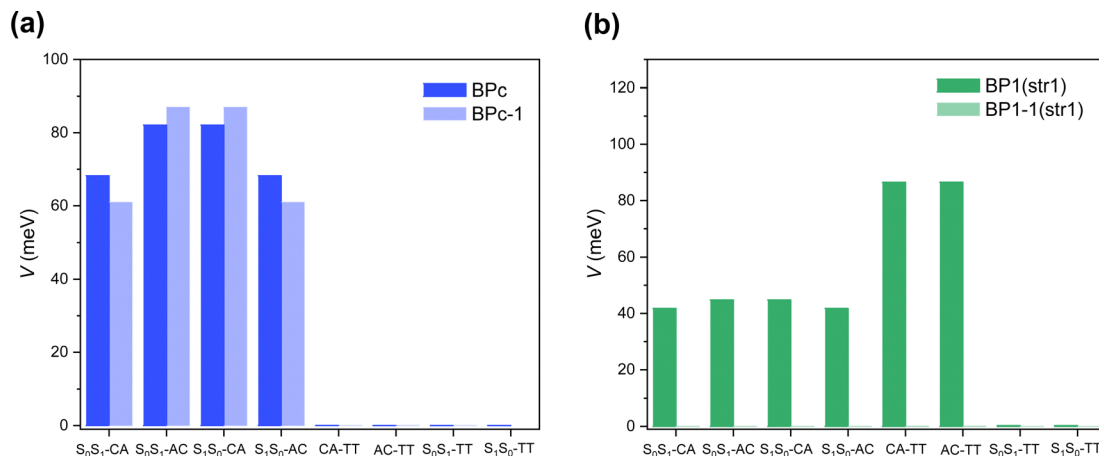 (a)
100
80
60
40
20
0
V (meV)
BPc
BPc-1
S₀S₁-CA S₀S₁-AC S₁S₀-CA S₁S₀-AC CA-TT AC-TT S₀S₁-TT S₁S₀-TT
(b)
120
100
80
60
40
20
0
V (meV)
BP1(str1)
BP1-1(str1)
S₀S₁-CA S₀S₁-AC S₁S₀-CA S₁S₀-AC CA-TT AC-TT S₀S₁-TT S₁S₀-TT